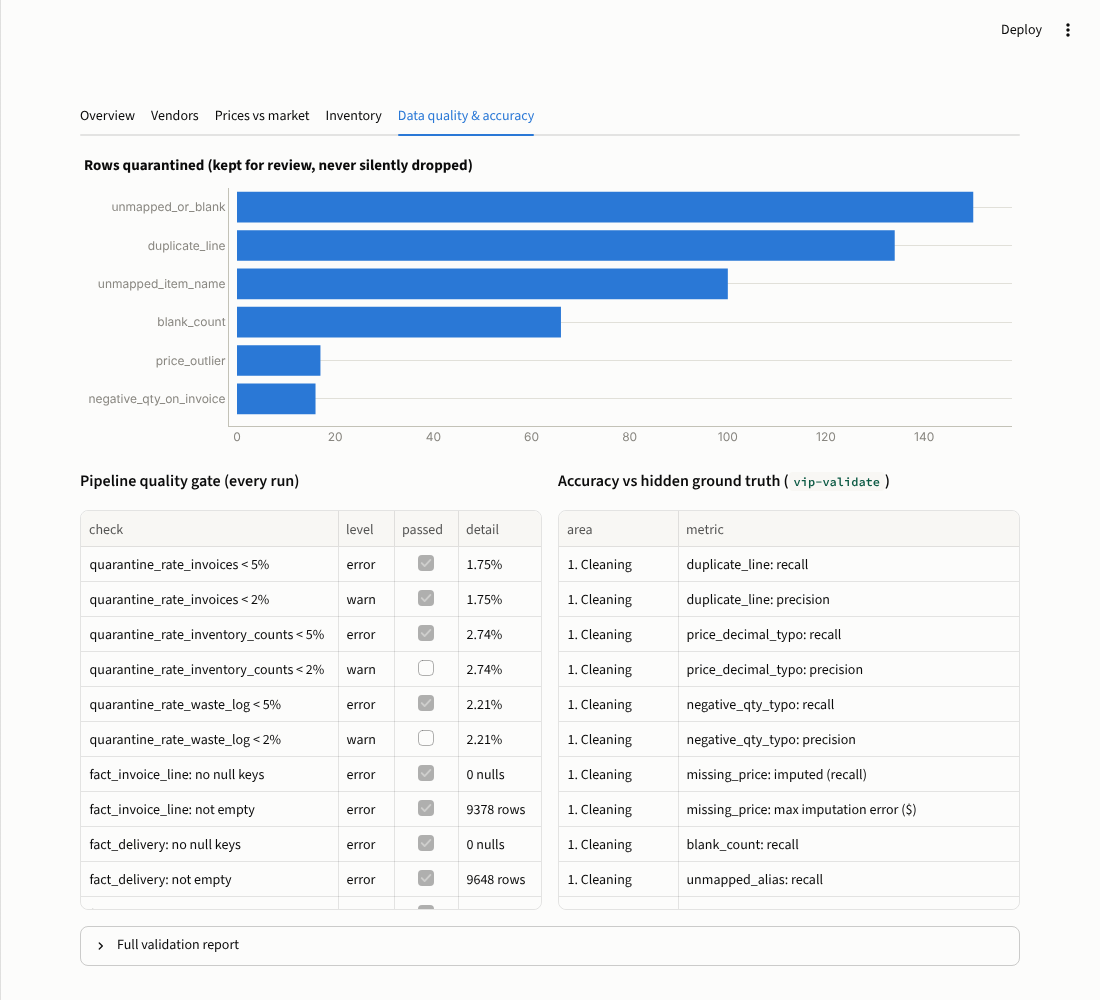 Deploy
Overview Vendors Prices vs market Inventory Data quality & accuracy
Rows quarantined (kept for review, never silently dropped)
unmapped_or_blank
duplicate_line
unmapped_item_name
blank_count
price_outlier
negative_qty_on_invoice
0 20 40 60 80 100 120 140
Pipeline quality gate (every run)
check level passed detail
quarantine_rate_invoices < 5% error 1.75%
quarantine_rate_invoices < 2% warn 1.75%
quarantine_rate_inventory_counts < 5% error 2.74%
quarantine_rate_inventory_counts < 2% warn 2.74%
quarantine_rate_waste_log < 5% error 2.21%
quarantine_rate_waste_log < 2% warn 2.21%
fact_invoice_line: no null keys error 0 nulls
fact_invoice_line: not empty error 9378 rows
fact_delivery: no null keys error 0 nulls
fact_delivery: not empty error 9648 rows
Accuracy vs hidden ground truth ( vip-validate )
area metric
1. Cleaning duplicate_line: recall
1. Cleaning duplicate_line: precision
1. Cleaning price_decimal_typo: recall
1. Cleaning price_decimal_typo: precision
1. Cleaning negative_qty_typo: recall
1. Cleaning negative_qty_typo: precision
1. Cleaning missing_price: imputed (recall)
1. Cleaning missing_price: max imputation error ($)
1. Cleaning blank_count: recall
1. Cleaning unmapped_alias: recall
Full validation report